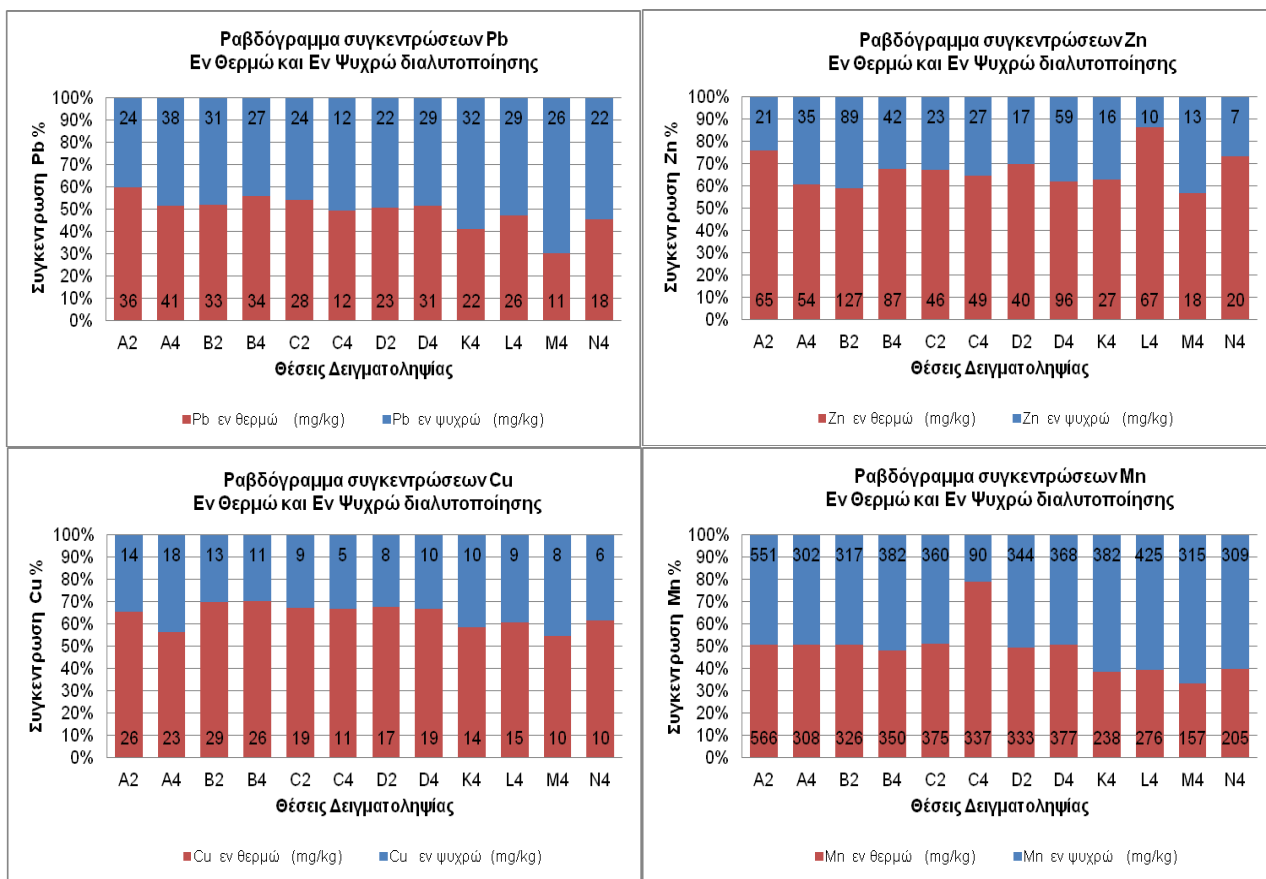 Ραβδόγραμμα συγκεντρώσεων Pb
Εν Θερμώ και Εν Ψυχρώ διαλυτοποίησης
Συγκεντρωση Pb %
100%
90%
80%
70%
60%
50%
40%
30%
20%
10%
0%
24 38 31 27 24 12 22 29 32 29 26 22
36 41 33 34 28 12 23 31 22 26 11 18
A2 A4 B2 B4 C2 C4 D2 D4 K4 L4 M4 N4
Θέσεις Δειγματοληψίας
Pb εν θερμώ (mg/kg) Pb εν ψυχρώ (mg/kg)
Ραβδόγραμμα συγκεντρώσεων Zn
Εν Θερμώ και Εν Ψυχρώ διαλυτοποίησης
Συγκεντρωση Zn %
100%
90%
80%
70%
60%
50%
40%
30%
20%
10%
0%
21 35 89 42 23 27 17 59 16 10 13 7
65 54 127 87 46 49 40 96 27 67 18 20
A2 A4 B2 B4 C2 C4 D2 D4 K4 L4 M4 N4
Θέσεις Δειγματοληψίας
Zn εν θερμώ (mg/kg) Zn εν ψυχρώ (mg/kg)
Ραβδόγραμμα συγκεντρώσεων Cu
Εν Θερμώ και Εν Ψυχρώ διαλυτοποίησης
Συγκεντρωση Cu %
100%
90%
80%
70%
60%
50%
40%
30%
20%
10%
0%
14 18 13 11 9 5 8 10 10 9 8 6
26 23 29 26 19 11 17 19 14 15 10 10
A2 A4 B2 B4 C2 C4 D2 D4 K4 L4 M4 N4
Θέσεις Δειγματοληψίας
Cu εν θερμώ (mg/kg) Cu εν ψυχρώ (mg/kg)
Ραβδόγραμμα συγκεντρώσεων Mn
Εν Θερμώ και Εν Ψυχρώ διαλυτοποίησης
Συγκεντρωση Mn %
100%
90%
80%
70%
60%
50%
40%
30%
20%
10%
0%
551 302 317 382 360 90 344 368 382 425 315 309
566 308 326 350 375 337 333 377 238 276 157 205
A2 A4 B2 B4 C2 C4 D2 D4 K4 L4 M4 N4
Θέσεις Δειγματοληψίας
Mn εν θερμώ (mg/kg) Mn εν ψυχρώ (mg/kg)